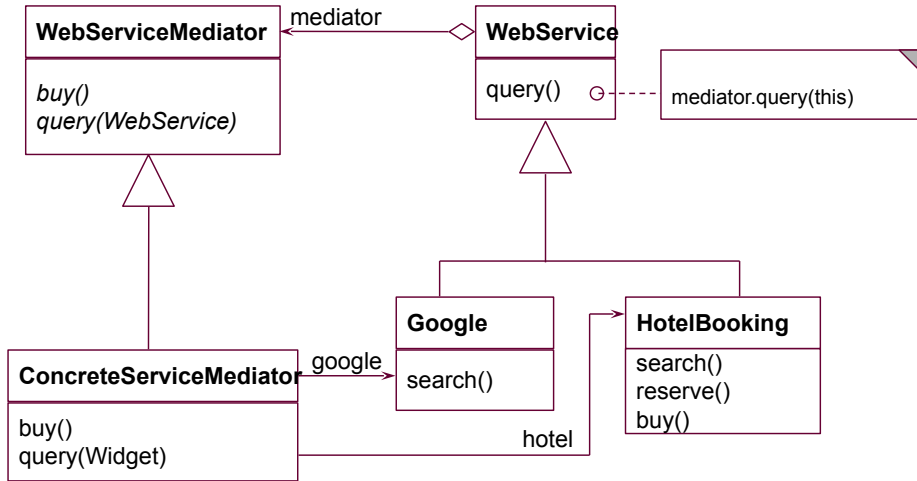 mediator
WebServiceMediator
WebService
buy()
query(WebService)
query()
mediator.query(this)
Google
HotelBooking
search()
search()
reserve()
buy()
ConcreteServiceMediator
google
buy()
query(Widget)
hotel